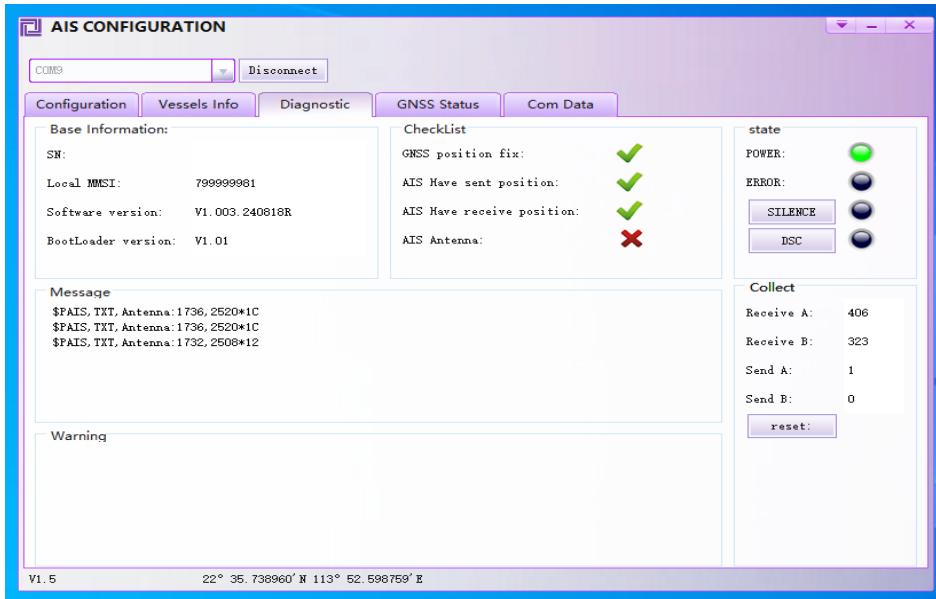 AIS CONFIGURATION
COM9
Disconnect
Configuration Vessels Info Diagnostic GNSS Status Com Data
Base Information:
SN:
Local MMSI: 799999981
Software version: V1.003.240818R
BootLoader version: V1.01
CheckList
GNSS position fix:
AIS Have sent position:
AIS Have receive position:
AIS Antenna:
state
POWER:
ERROR:
SILENCE
DSC
Message
$PAIS,TXT,Antenna:1736,2520*1C
$PAIS,TXT,Antenna:1736,2520*1C
$PAIS,TXT,Antenna:1732,2508*12
Collect
Receive A: 406
Receive B: 323
Send A: 1
Send B: 0
reset:
Warning
V1.5 22° 35.738960′N 113° 52.598759′E